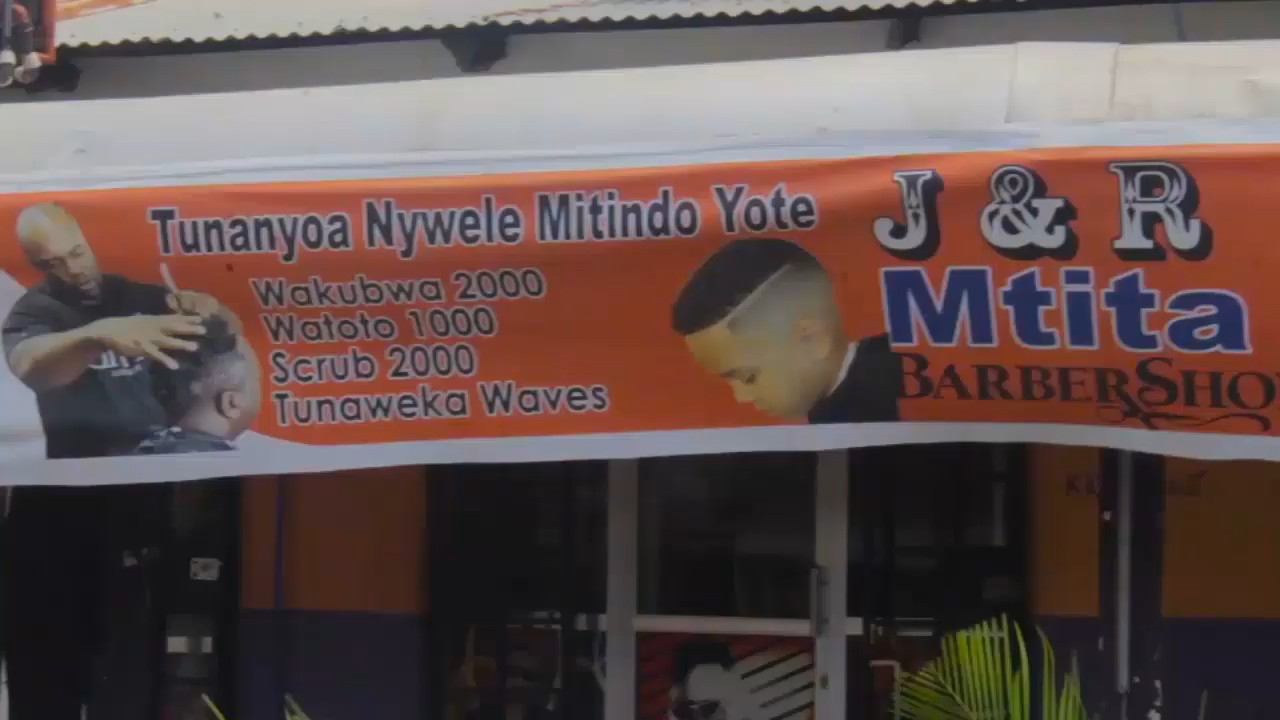 Tunanyoa Nywele Mitindo Yote
Wakubwa 2000
Watoto 1000
Scrub 2000
Tunaweka Waves
J & R
Mtita
BARBERSHO